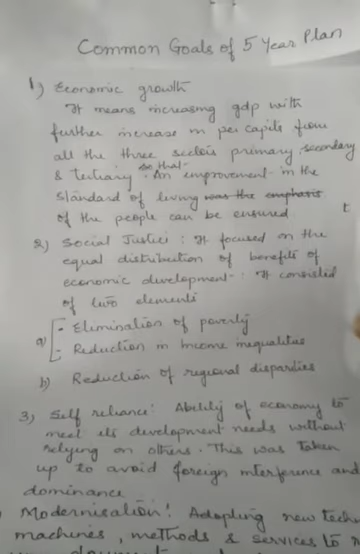 Common Goals of 5 Year Plan
1) Economic growth
It means increasing gdp with
further increase in per capita from
all the three sectors primary, secondary
& tertiary. So that
An improvement in the
standard of living was the emphasis
of the people can be ensured
t
2) Social Justice : It focused on the
equal distribution of benefits of
economic development : It consisted
of two elements
a) - Elimination of poverty
- Reduction in Income inequalities
b) Reduction of regional disparities
3) Self reliance : Ability of economy to
meet its development needs without
relying on others. This was taken
up to avoid foreign interference and
dominance
Modernisation : Adopting new tech
machines, methods & services to